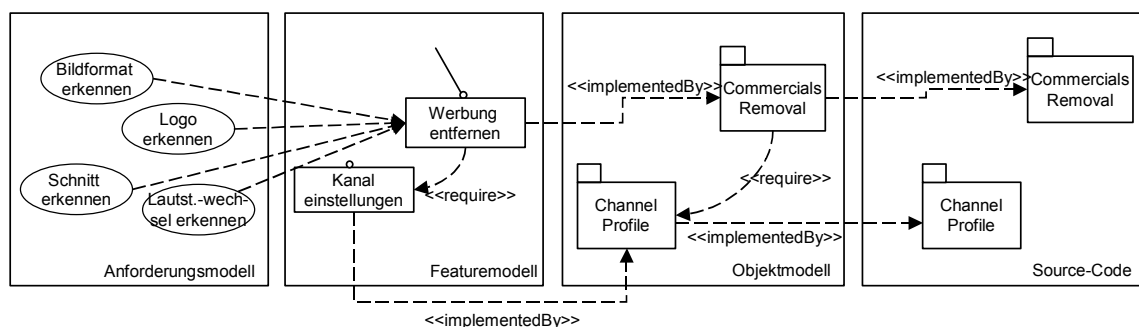 Bildformat
erkennen
Logo
erkennen
Schnitt
erkennen
Lautst.-wech-
sel erkennen
Anforderungsmodell
Werbung
entfernen
Kanal
einstellungen
<<require>>
Featuremodell
<<implementedBy>>
<<implementedBy>>
Commercials
Removal
<<require>>
Channel
Profile
<<implementedBy>>
Objektmodell
<<implementedBy>>
Commercials
Removal
Channel
Profile
Source-Code